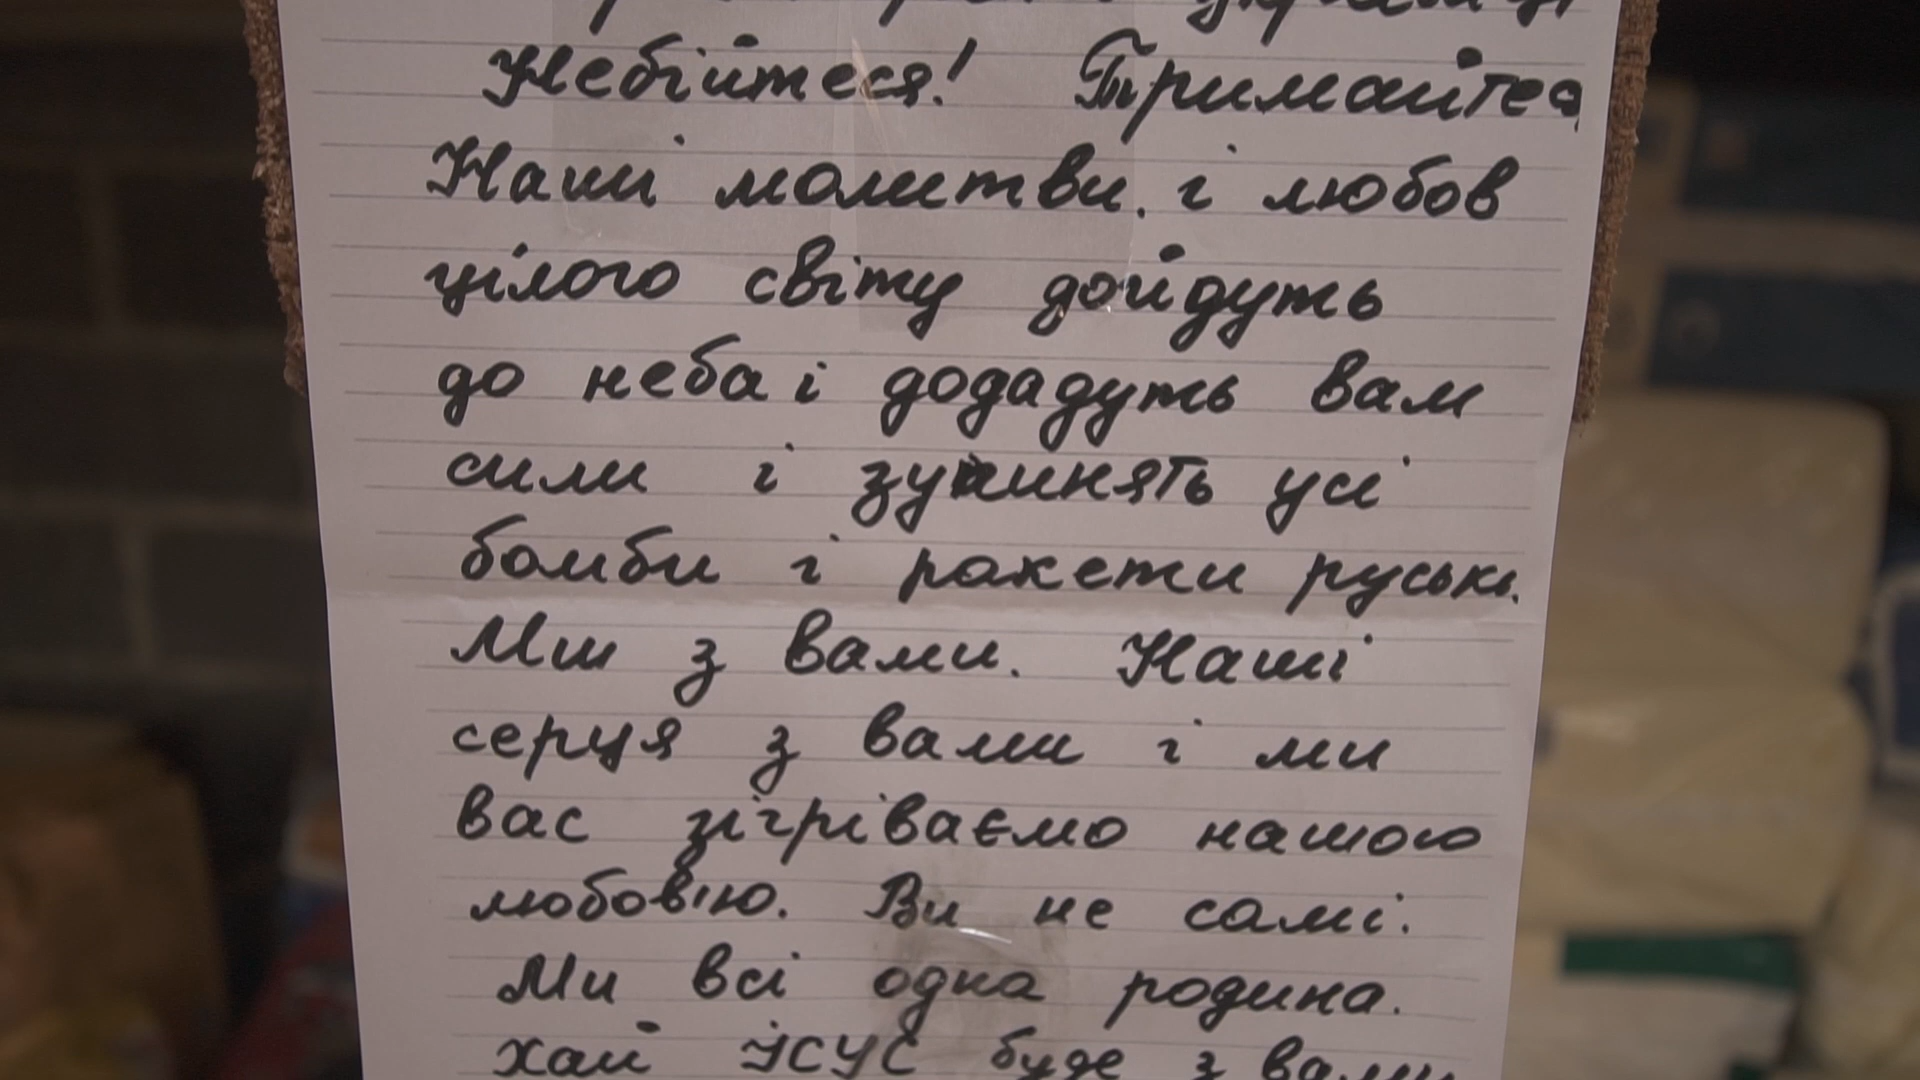 Небійтеся! Тримайтеся
Наші молитви. і любов
цілого світу дойдуть
до неба і додадуть вам
сили і зупинять усі
бомби і ракети руські.
Ми з вами. Наші
серця з вами і ми
вас зігріваємо нашою
любов'ю. Ви не самі.
Ми всі одна родина.
хай ІСУС буде з вами